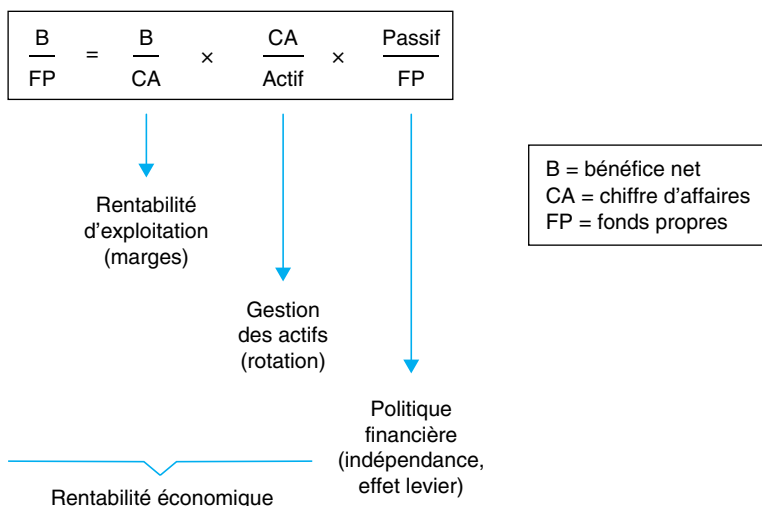 B/FP = B/CA × CA/Actif × Passif/FP
B = bénéfice net
CA = chiffre d'affaires
FP = fonds propres
Rentabilité
d'exploitation
(marges)
Gestion
des actifs
(rotation)
Politique
financière
(indépendance,
effet levier)
Rentabilité économique